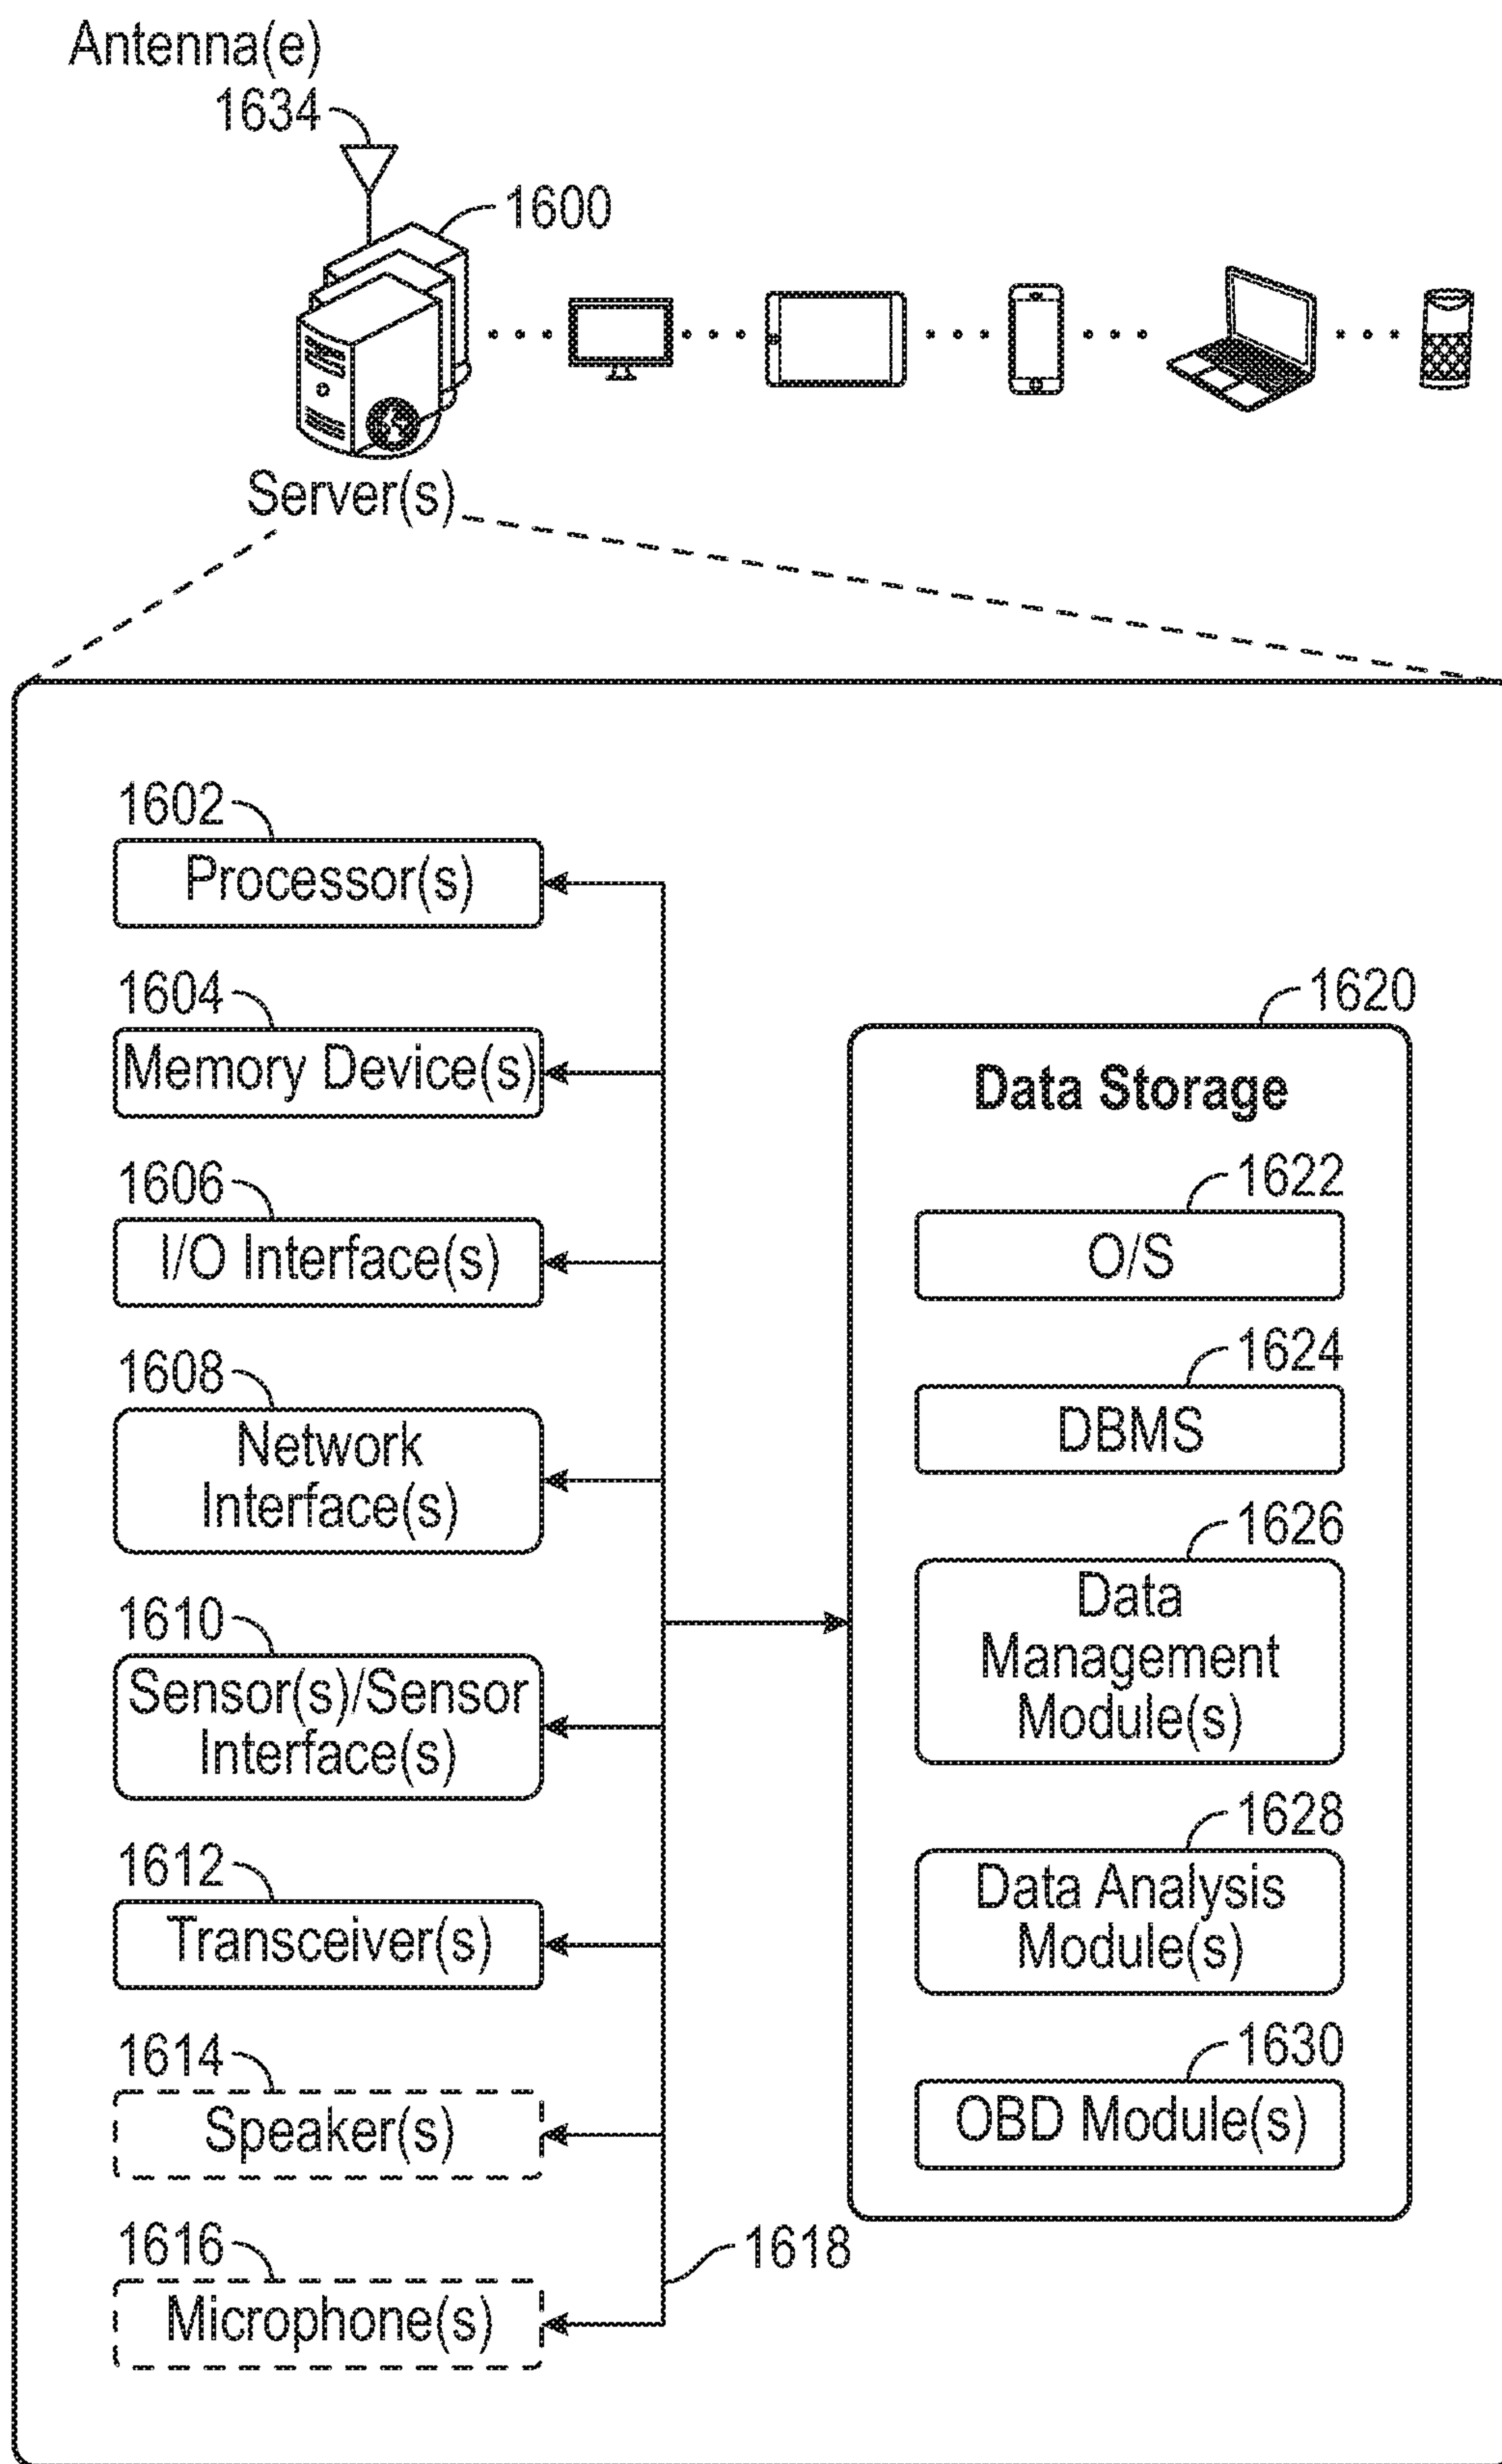 Antenna(e)
1634
1600
Server(s)
1602
Processor(s)
1604
Memory Device(s)
1606
I/O Interface(s)
1608
Network
Interface(s)
1610
Sensor(s)/Sensor
Interface(s)
1612
Transceiver(s)
1614
Speaker(s)
1616
Microphone(s)
1618
1620
Data Storage
1622
O/S
1624
DBMS
1626
Data
Management
Module(s)
1628
Data Analysis
Module(s)
1630
OBD Module(s)